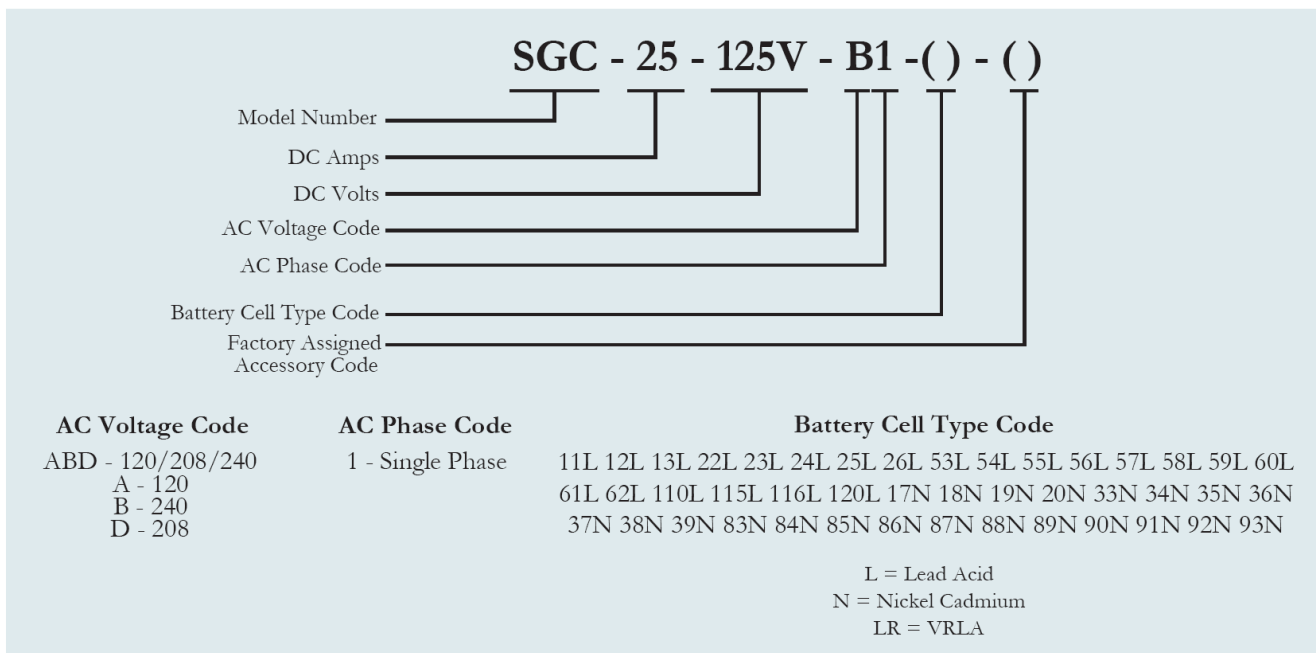 SGC - 25 - 125V - B1 -( ) - ( )
Model Number
DC Amps
DC Volts
AC Voltage Code
AC Phase Code
Battery Cell Type Code
Factory Assigned
Accessory Code
AC Voltage Code
ABD - 120/208/240
A - 120
B - 240
D - 208
AC Phase Code
1 - Single Phase
Battery Cell Type Code
11L 12L 13L 22L 23L 24L 25L 26L 53L 54L 55L 56L 57L 58L 59L 60L
61L 62L 110L 115L 116L 120L 17N 18N 19N 20N 33N 34N 35N 36N
37N 38N 39N 83N 84N 85N 86N 87N 88N 89N 90N 91N 92N 93N
L = Lead Acid
N = Nickel Cadmium
LR = VRLA